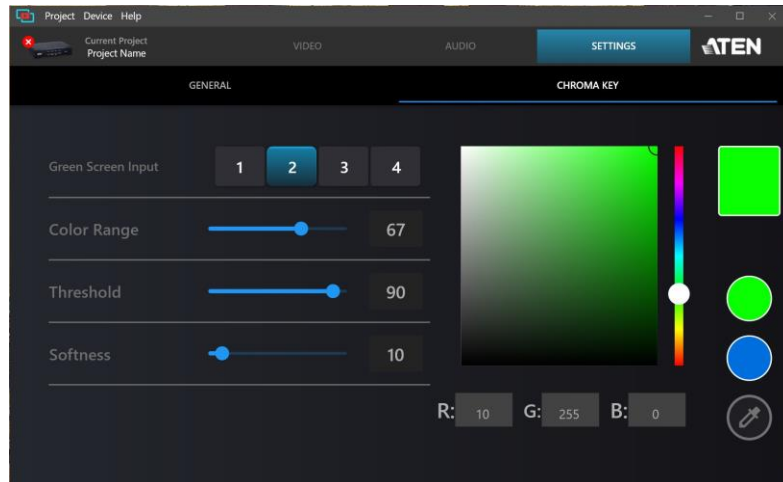 Project Device Help
Current Project
Project Name
VIDEO
AUDIO
SETTINGS
ATEN
GENERAL
CHROMA KEY
Green Screen Input 1 2 3 4
Color Range 67
Threshold 90
Softness 10
R: 10 G: 255 B: 0